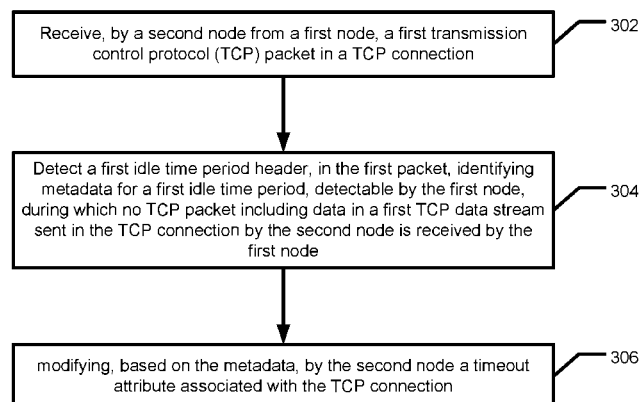 Receive, by a second node from a first node, a first transmission
control protocol (TCP) packet in a TCP connection
302
Detect a first idle time period header, in the first packet, identifying
metadata for a first idle time period, detectable by the first node,
during which no TCP packet including data in a first TCP data stream
sent in the TCP connection by the second node is received by the
first node
304
modifying, based on the metadata, by the second node a timeout
attribute associated with the TCP connection
306